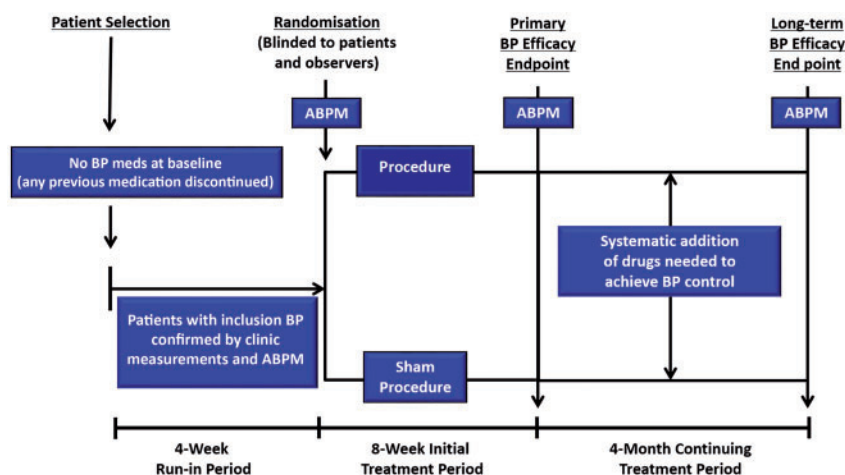 Patient Selection
Randomisation
(Blinded to patients
and observers)
Primary
BP Efficacy
Endpoint
Long-term
BP Efficacy
End point
ABPM
ABPM
ABPM
No BP meds at baseline
(any previous medication discontinued)
Procedure
Systematic addition
of drugs needed to
achieve BP control
Patients with inclusion BP
confirmed by clinic
measurements and ABPM
Sham
Procedure
4-Week
Run-in Period
8-Week Initial
Treatment Period
4-Month Continuing
Treatment Period